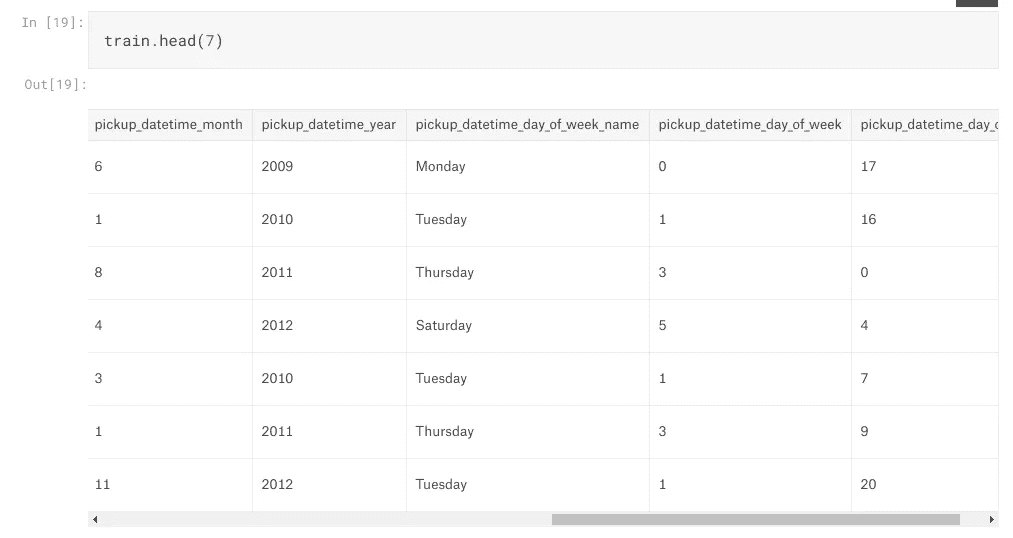 In [19]:
train.head(7)
Out[19]:
pickup_datetime_month pickup_datetime_year pickup_datetime_day_of_week_name pickup_datetime_day_of_week pickup_datetime_day_
6 2009 Monday 0 17
1 2010 Tuesday 1 16
8 2011 Thursday 3 0
4 2012 Saturday 5 4
3 2010 Tuesday 1 7
1 2011 Thursday 3 9
11 2012 Tuesday 1 20